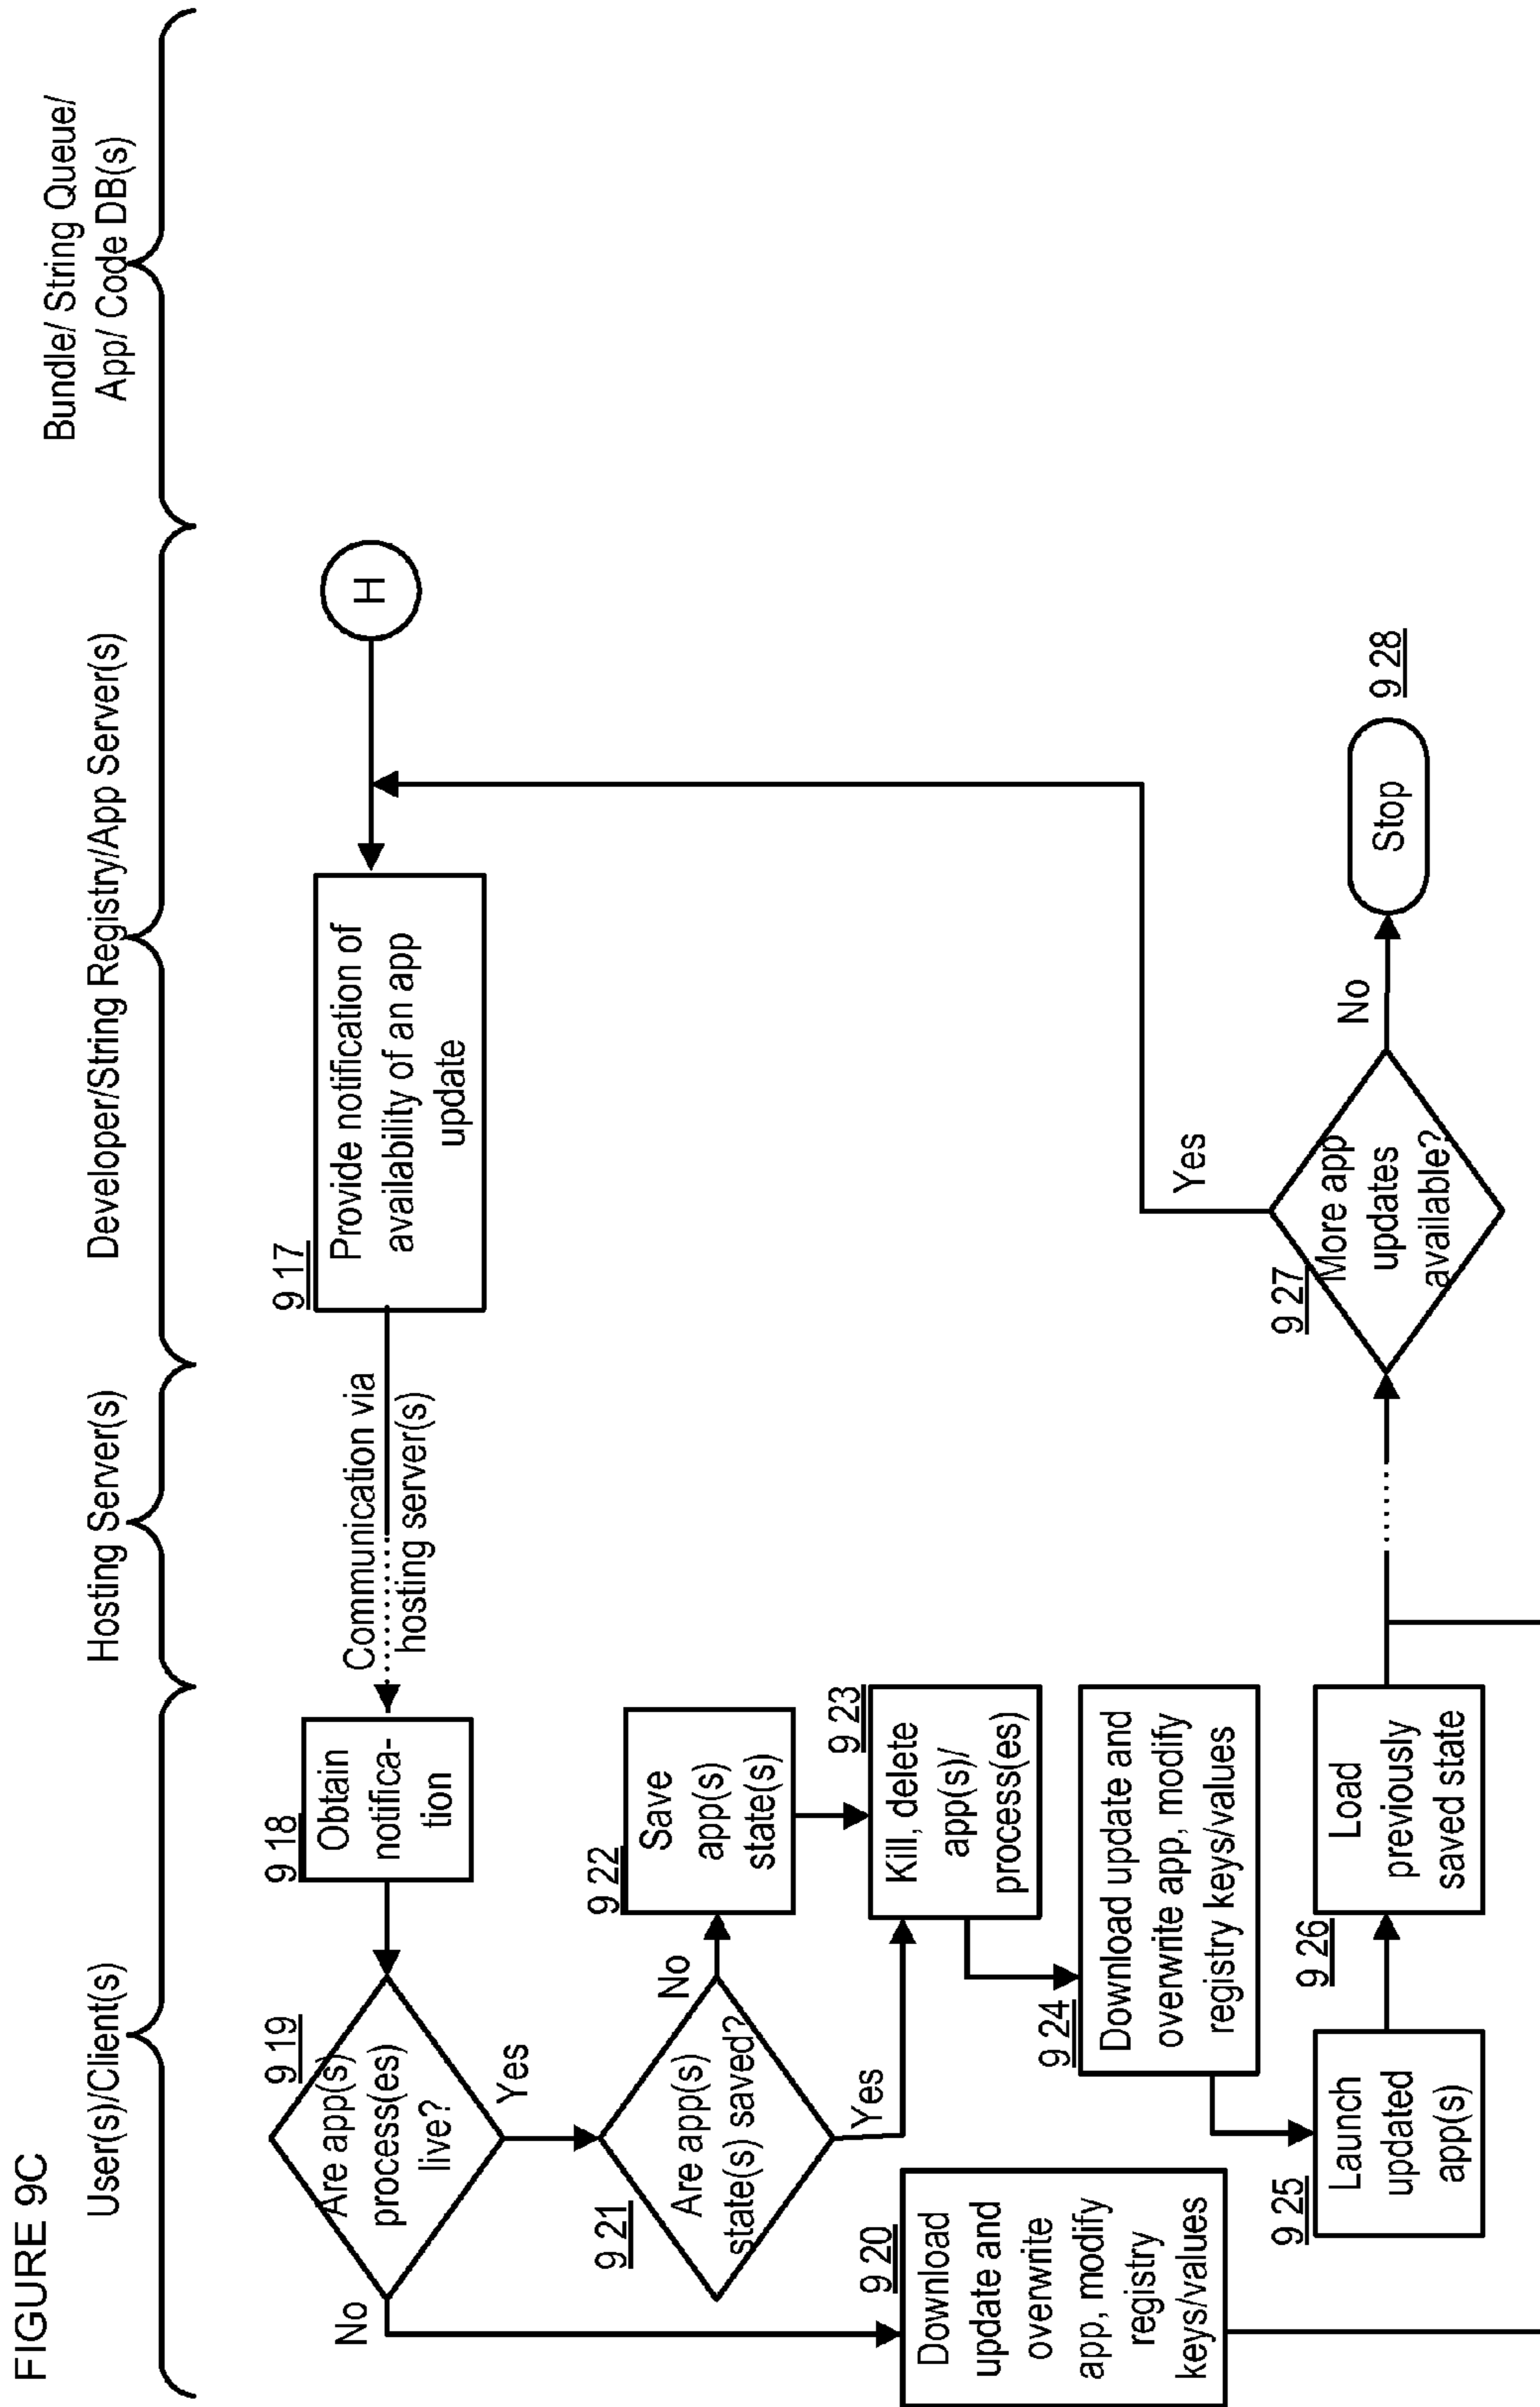 FIGURE 9C
User(s)/Client(s)
Hosting Server(s)
Developer/String Registry/App Server(s)
Bundle/ String Queue/
App/ Code DB(s)
H
9 17
Provide notification of
availability of an app
update
Communication via
hosting server(s)
9 18
Obtain
notifica-
tion
9 19
Are app(s)
process(es)
live?
No
Yes
9 20
Download
update and
overwrite
app, modify
registry
keys/values
9 21
Are app(s)
state(s) saved?
No
Yes
9 22
Save
app(s)
state(s)
9 23
Kill, delete
app(s)/
process(es)
9 24
Download update and
overwrite app, modify
registry keys/values
9 25
Launch
updated
app(s)
9 26
Load
previously
saved state
9 27
More app
updates
available?
Yes
No
Stop
9 28